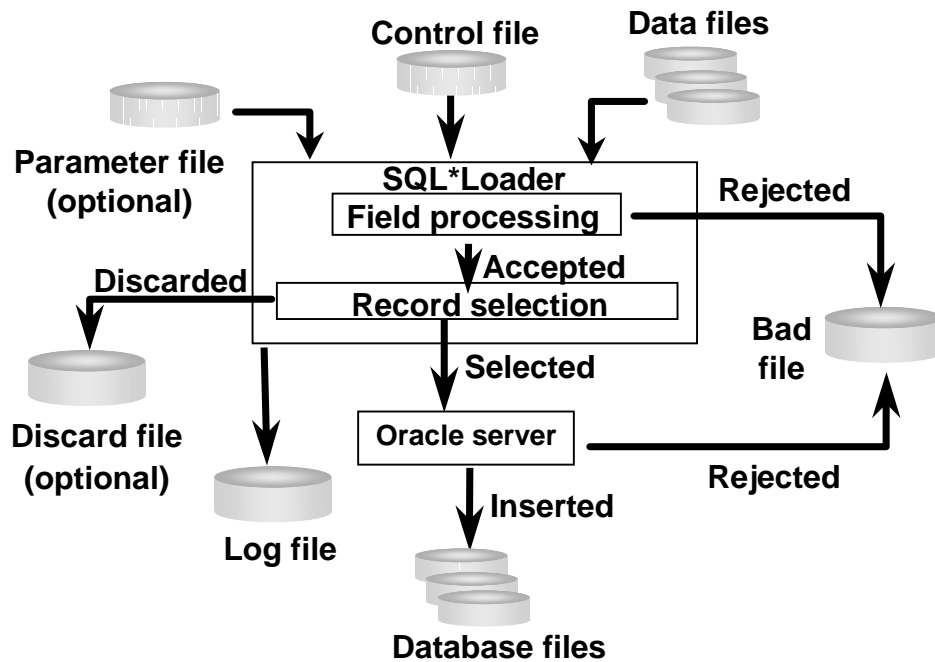 Control file
Data files
Parameter file
(optional)
SQL*Loader
Field processing
Rejected
Accepted
Discarded
Record selection
Bad
file
Selected
Discard file
(optional)
Oracle server
Rejected
Inserted
Log file
Database files